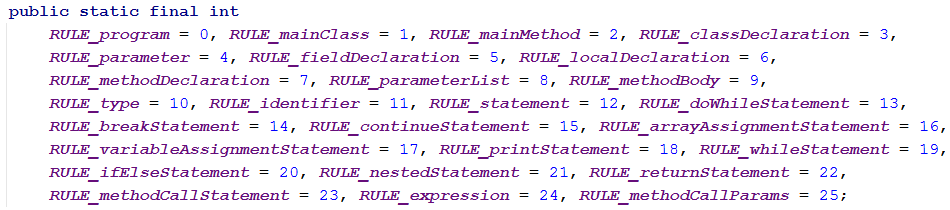 public static final int
RULE_program = 0, RULE_mainClass = 1, RULE_mainMethod = 2, RULE_classDeclaration = 3,
RULE_parameter = 4, RULE_fieldDeclaration = 5, RULE_localDeclaration = 6,
RULE_methodDeclaration = 7, RULE_parameterList = 8, RULE_methodBody = 9,
RULE_type = 10, RULE_identifier = 11, RULE_statement = 12, RULE_doWhileStatement = 13,
RULE_breakStatement = 14, RULE_continueStatement = 15, RULE_arrayAssignmentStatement = 16,
RULE_variableAssignmentStatement = 17, RULE_printStatement = 18, RULE_whileStatement = 19,
RULE_ifElseStatement = 20, RULE_nestedStatement = 21, RULE_returnStatement = 22,
RULE_methodCallStatement = 23, RULE_expression = 24, RULE_methodCallParams = 25;